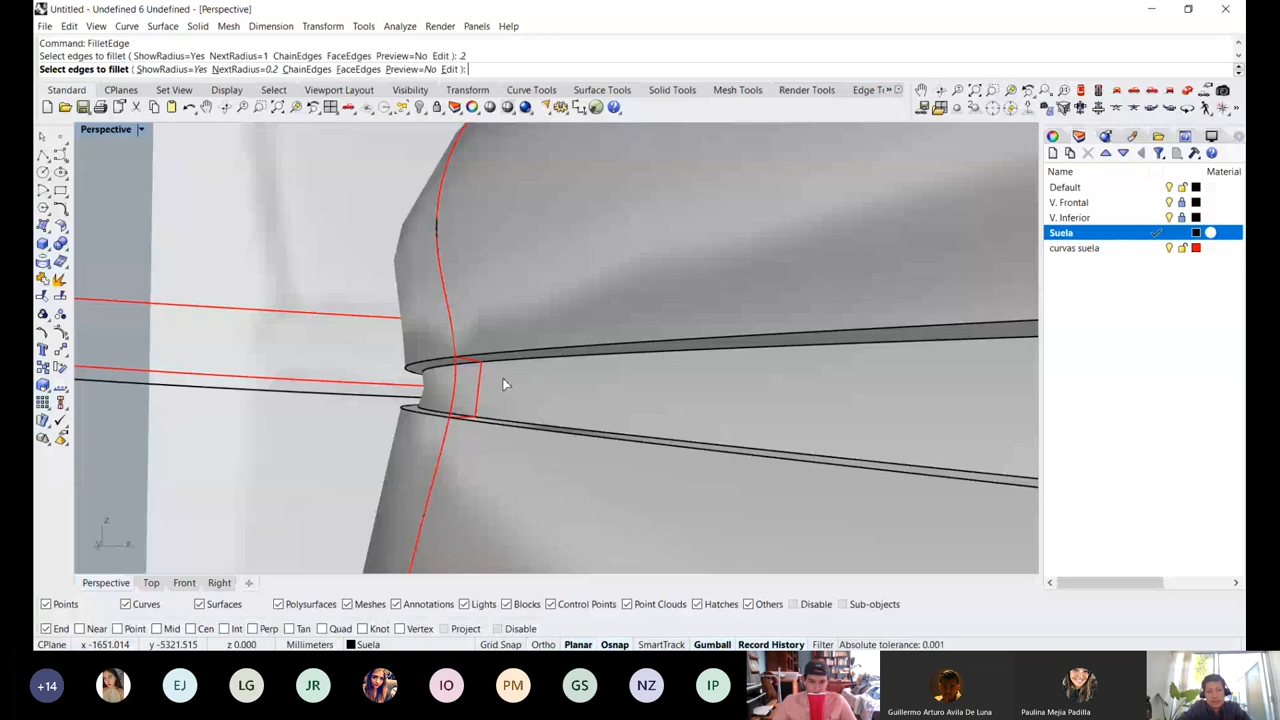 Untitled - Undefined 6 Undefined - [Perspective]
File Edit View Curve Surface Solid Mesh Dimension Transform Tools Analyze Render Panels Help
Command: FilletEdge
Select edges to fillet ( ShowRadius=Yes NextRadius=1 ChainEdges FaceEdges Preview=No Edit ): .2
Select edges to fillet ( ShowRadius=Yes NextRadius=0.2 ChainEdges FaceEdges Preview=No Edit ):
Standard CPlanes Set View Display Select Viewport Layout Visibility Transform Curve Tools Surface Tools Solid Tools Mesh Tools Render Tools Edge To »
Perspective
Name Material
Default
V. Frontal
V. Inferior
Suela
curvas suela
z
y x
Perspective Top Front Right
Points Curves Surfaces Polysurfaces Meshes Annotations Lights Blocks Control Points Point Clouds Hatches Others Disable Sub-objects
End Near Point Mid Cen Int Perp Tan Quad Knot Vertex Project Disable
CPlane x -1651.014 y -5321.515 z 0.000 Millimeters Suela Grid Snap Ortho Planar Osnap SmartTrack Gumball Record History Filter Absolute tolerance: 0.001
+14 EJ LG JR IO PM GS NZ IP
Guillermo Arturo Avila De Luna Paulina Mejia Padilla